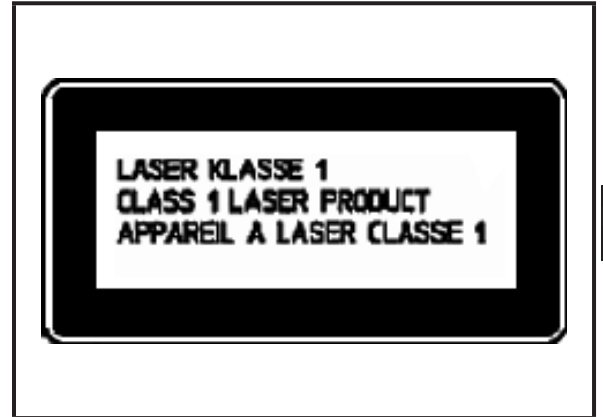 LASER KLASSE 1
CLASS 1 LASER PRODUCT
APPAREIL A LASER CLASSE 1